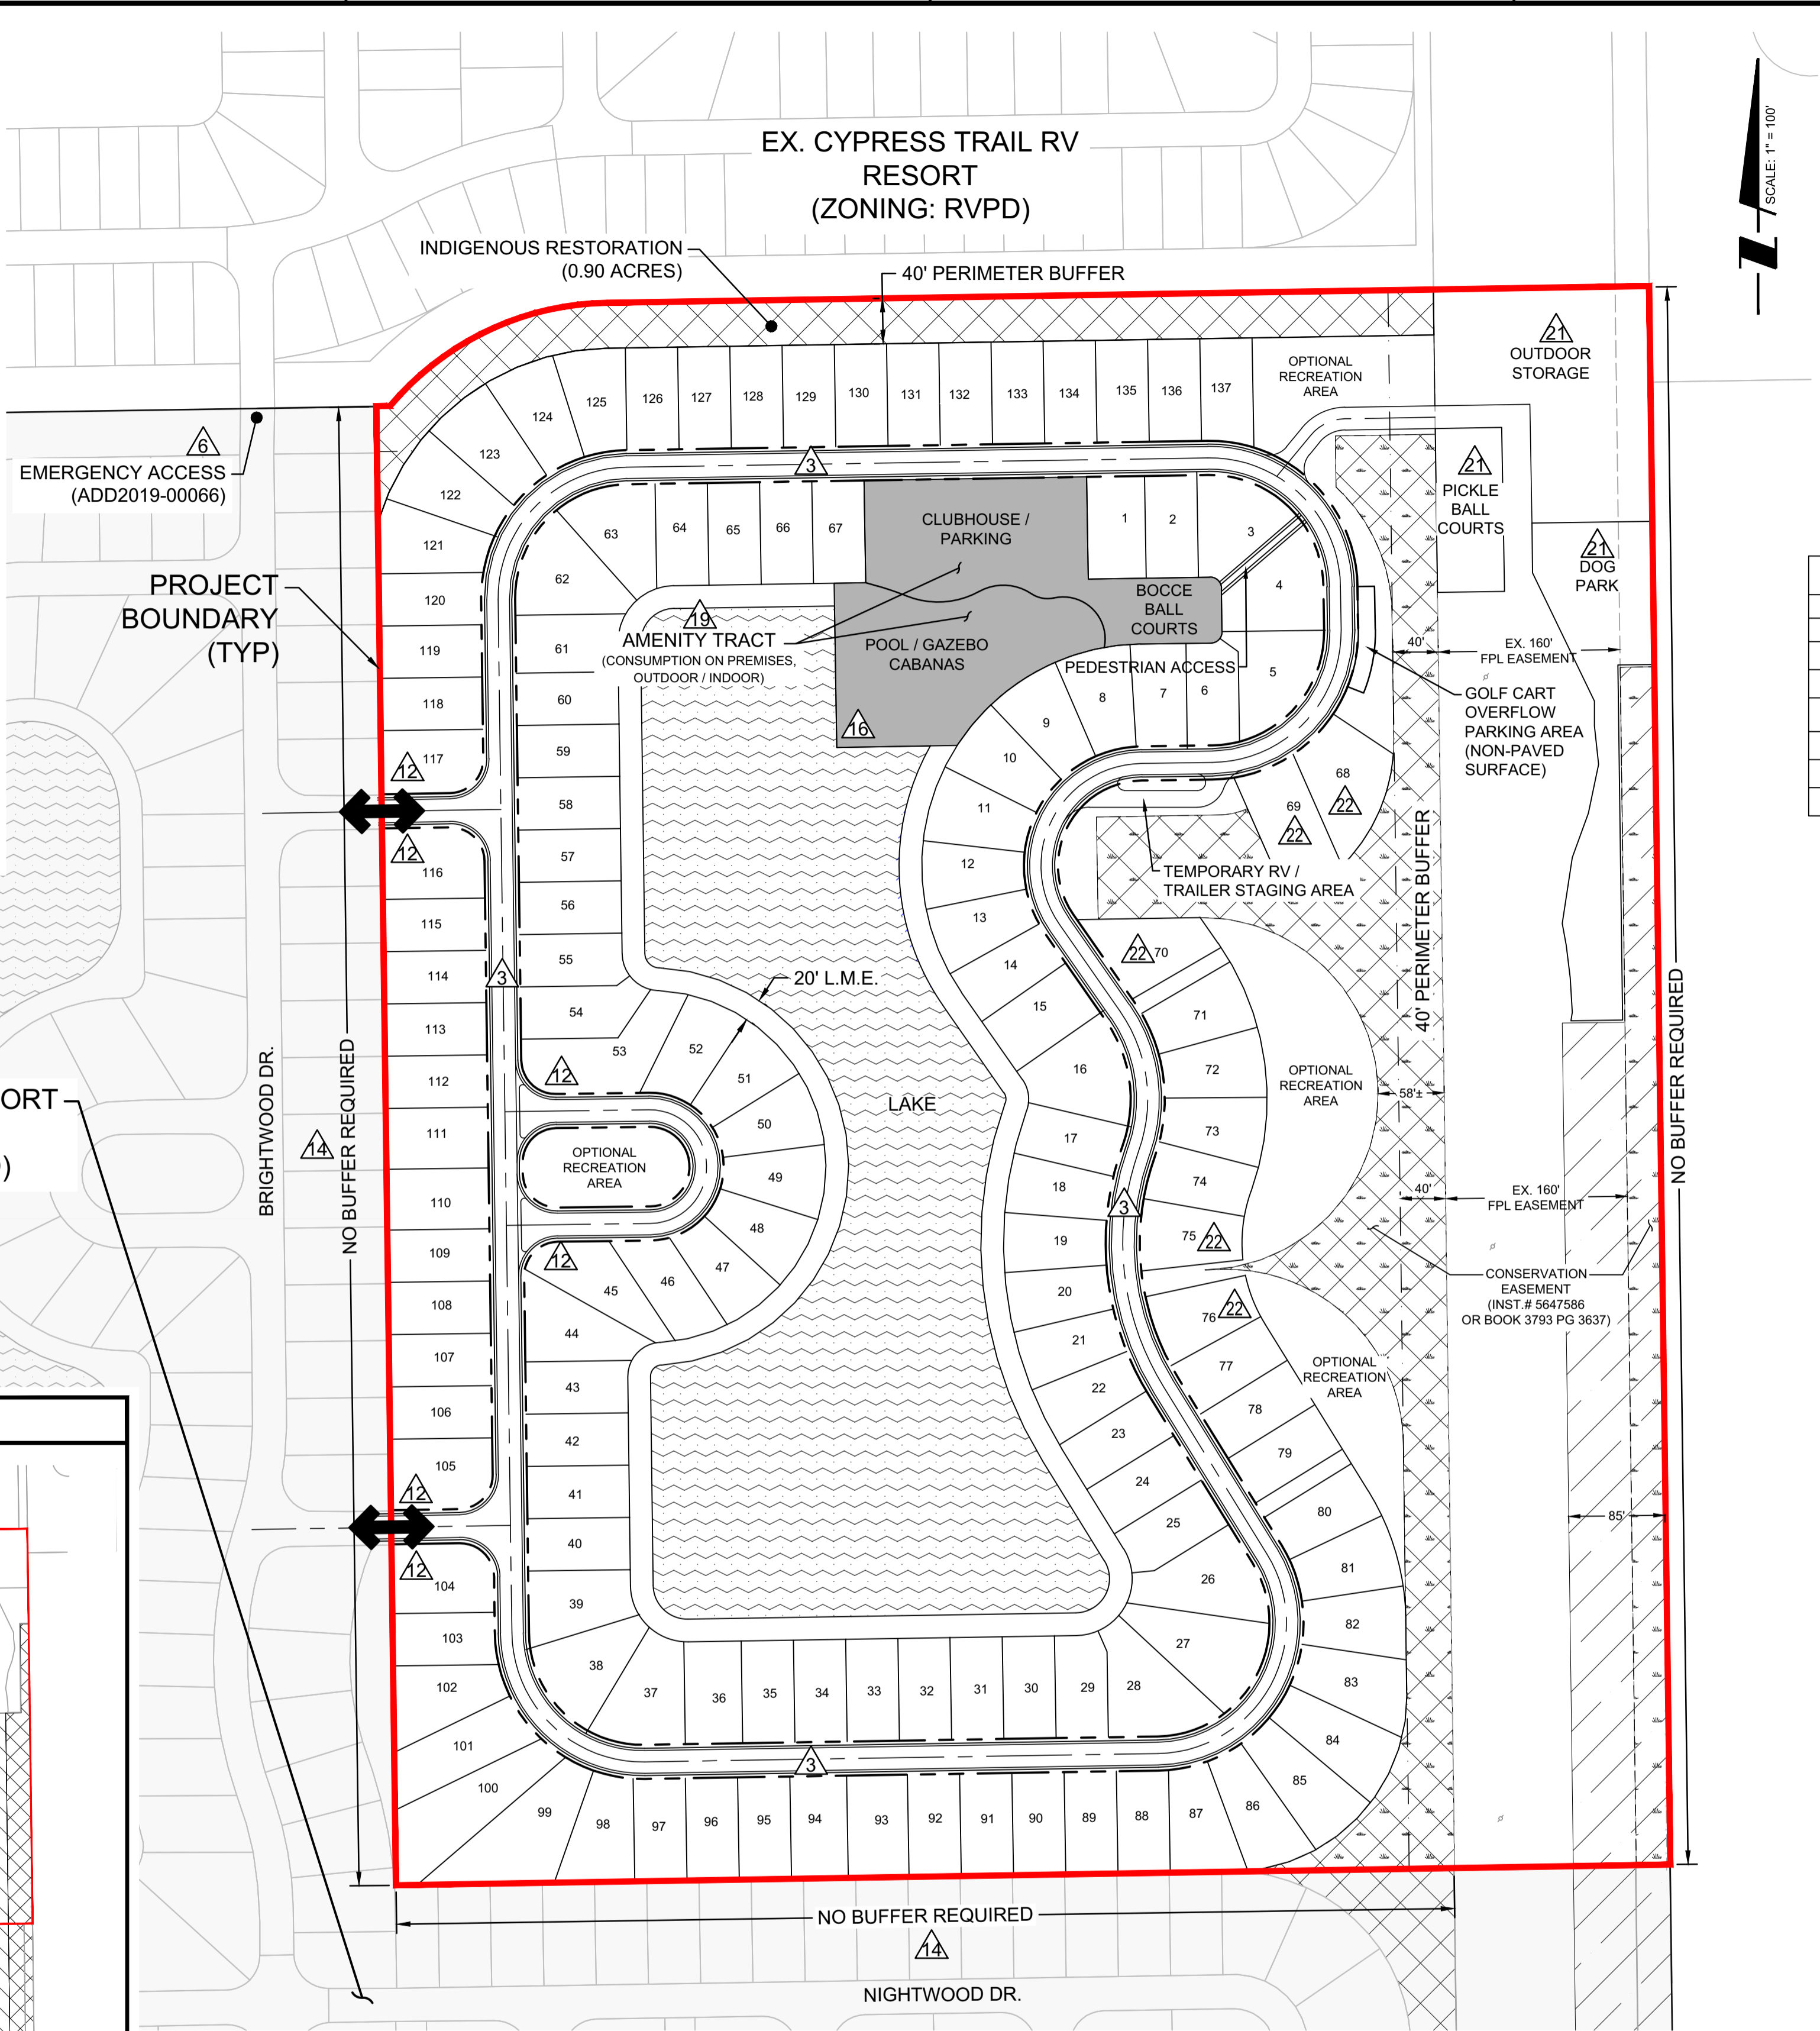 EX. CYPRESS TRAIL RV
RESORT
(ZONING: RVPD)
SCALE: 1" = 100'
INDIGENOUS RESTORATION
(0.90 ACRES)
40' PERIMETER BUFFER
6
EMERGENCY ACCESS
(ADD2019-00066)
PROJECT
BOUNDARY
(TYP)
21
OUTDOOR
STORAGE
OPTIONAL
RECREATION
AREA
21
PICKLE
BALL
COURTS
21
DOG
PARK
121
122
123
124
125
126
127
128
129
130
131
132
133
134
135
136
137
3
62
63
64
65
66
67
CLUBHOUSE /
PARKING
1
2
3
4
5
BOCCE
BALL
COURTS
19
AMENITY TRACT
(CONSUMPTION ON PREMISES,
OUTDOOR / INDOOR)
POOL / GAZEBO
CABANAS
16
PEDESTRIAN ACCESS
40'
EX. 160'
FPL EASEMENT
GOLF CART
OVERFLOW
PARKING AREA
(NON-PAVED
SURFACE)
120
119
118
117
12
12
116
115
114
113
112
111
110
109
108
107
106
105
12
12
104
103
102
101
100
99
98
97
96
95
94
93
92
91
90
89
88
87
86
85
84
83
82
81
80
79
78
77
76
22
75
22
74
73
72
71
70
22
69
22
68
22
61
60
59
58
57
56
55
54
53
52
51
50
49
48
47
46
45
44
43
42
41
40
39
38
37
36
35
34
33
32
31
30
29
28
27
26
25
24
23
22
21
20
19
18
17
16
15
14
13
12
11
10
9
8
7
6
TEMPORARY RV /
TRAILER STAGING AREA
40' PERIMETER BUFFER
3
20' L.M.E.
12
OPTIONAL
RECREATION
AREA
12
LAKE
3
OPTIONAL
RECREATION
AREA
58'±
40'
EX. 160'
FPL EASEMENT
CONSERVATION
EASEMENT
(INST.# 5647586
OR BOOK 3793 PG 3637)
OPTIONAL
RECREATION
AREA
85'
3
BRIGHTWOOD DR.
14
NO BUFFER REQUIRED
NO BUFFER REQUIRED
ORT
)
NO BUFFER REQUIRED
14
NIGHTWOOD DR.